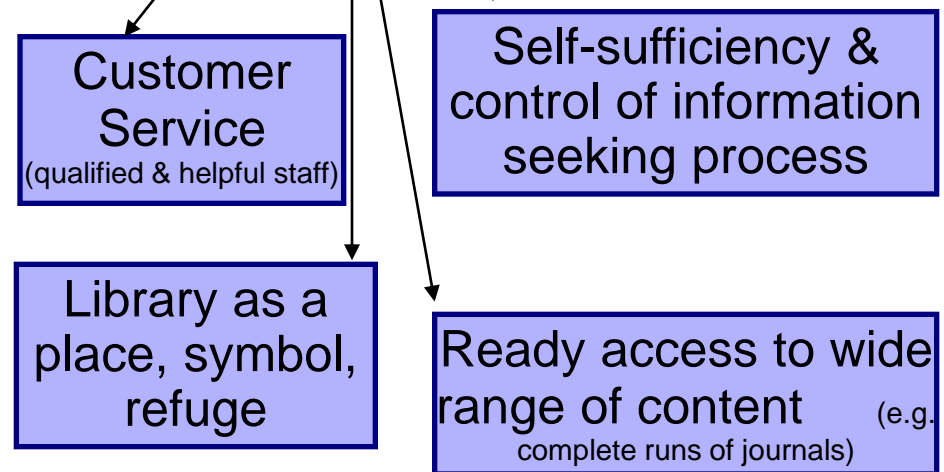 Customer
Service
(qualified & helpful staff)
Self-sufficiency &
control of information
seeking process
Library as a
place, symbol,
refuge
Ready access to wide
range of content (e.g.
complete runs of journals)